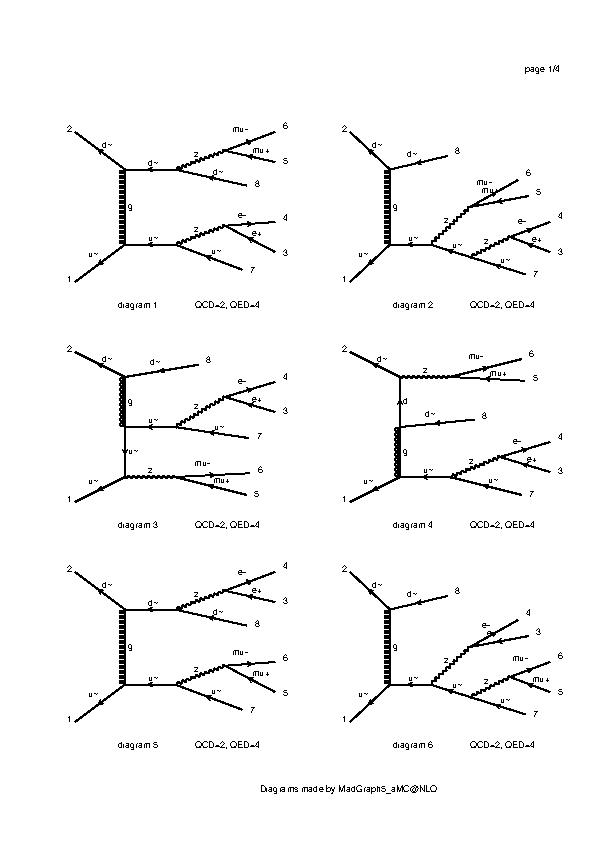 page 1/4
2 d~ d~ z mu- 6
mu+ 5
d~ 8
g
u~ u~ z e- 4
e+ 3
u~ 7
1
diagram 1 QCD=2, QED=4
2 d~ d~ 8
g
mu- 6
mu+ 5
z
u~ u~ u~ z e- 4
e+ 3
u~ 7
1
diagram 2 QCD=2, QED=4
2 d~ d~ 8
g
u~ z e- 4
e+ 3
u~ 7
u~
u~ z mu- 6
mu+ 5
1
diagram 3 QCD=2, QED=4
2 d~ z mu- 6
mu+ 5
d
d~ 8
g
u~ u~ z e- 4
e+ 3
u~ 7
1
diagram 4 QCD=2, QED=4
2 d~ d~ z e- 4
e+ 3
d~ 8
g
u~ u~ z mu- 6
mu+ 5
u~ 7
1
diagram 5 QCD=2, QED=4
2 d~ d~ 8
g
e- 4
3
z
u~ u~ u~ z mu- 6
mu+ 5
u~ 7
1
diagram 6 QCD=2, QED=4
Diagrams made by MadGraph5_aMC@NLO